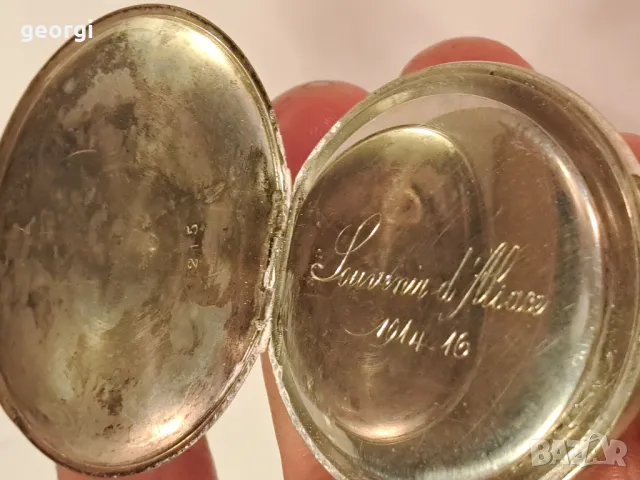 georgi
215
Souvenir d'Alsace
1914-16
BAZAR